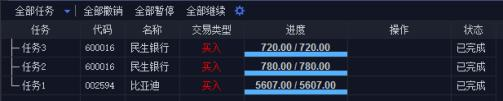 全部任务 全部撤销 全部暂停 全部继续
任务 代码 名称 交易类型 进度 操作 状态
任务3 600016 民生银行 买入 720.00 / 720.00 已完成
任务2 600016 民生银行 买入 780.00 / 780.00 已完成
任务1 002594 比亚迪 买入 5607.00 / 5607.00 已完成